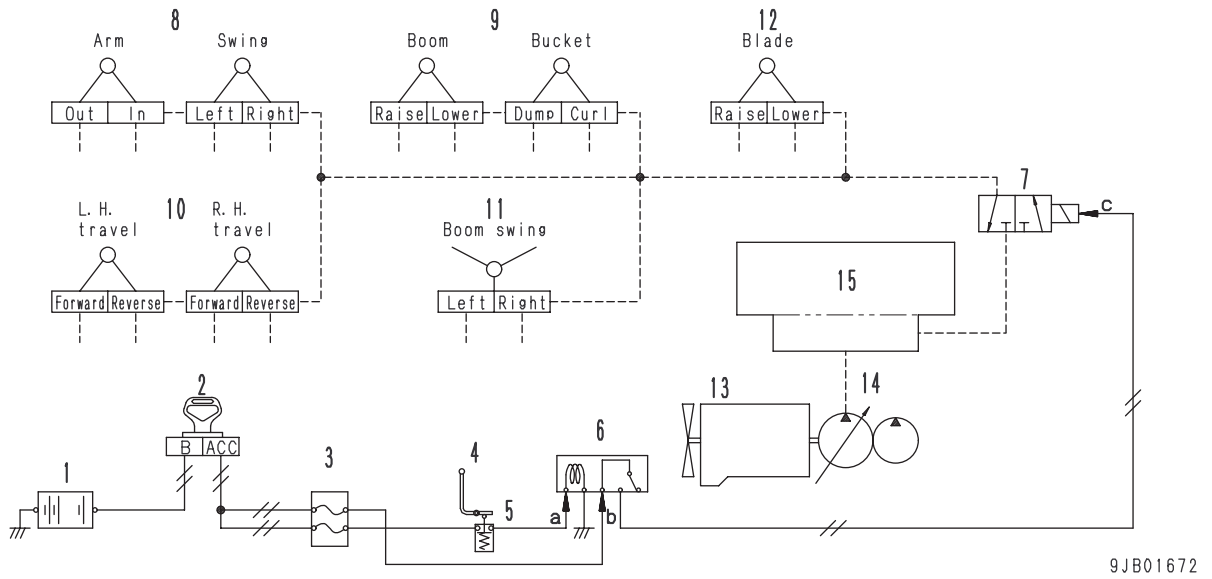 8 9 12
Arm Swing Boom Bucket Blade
Out In Left Right Raise Lower Dump Curl Raise Lower
7
L. H. travel 10 R. H. travel 11
Boom swing c
15
Forward Reverse Forward Reverse Left Right
2 13 14
B ACC 6
1 3 4
5 a b
9JB01672